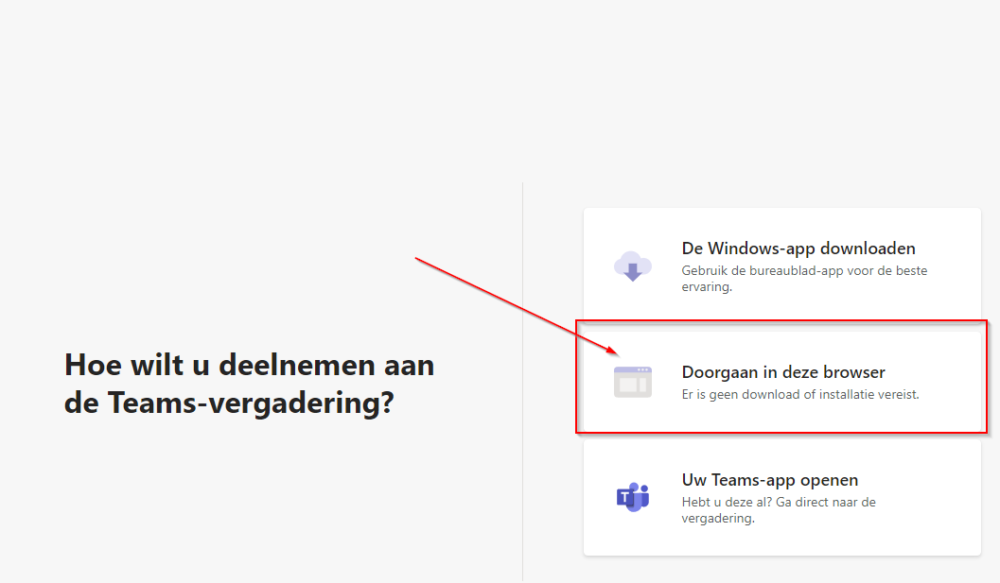 Hoe wilt u deelnemen aan
de Teams-vergadering?
De Windows-app downloaden
Gebruik de bureaublad-app voor de beste
ervaring.
Doorgaan in deze browser
Er is geen download of installatie vereist.
T
Uw Teams-app openen
Hebt u deze al? Ga direct naar de
vergadering.